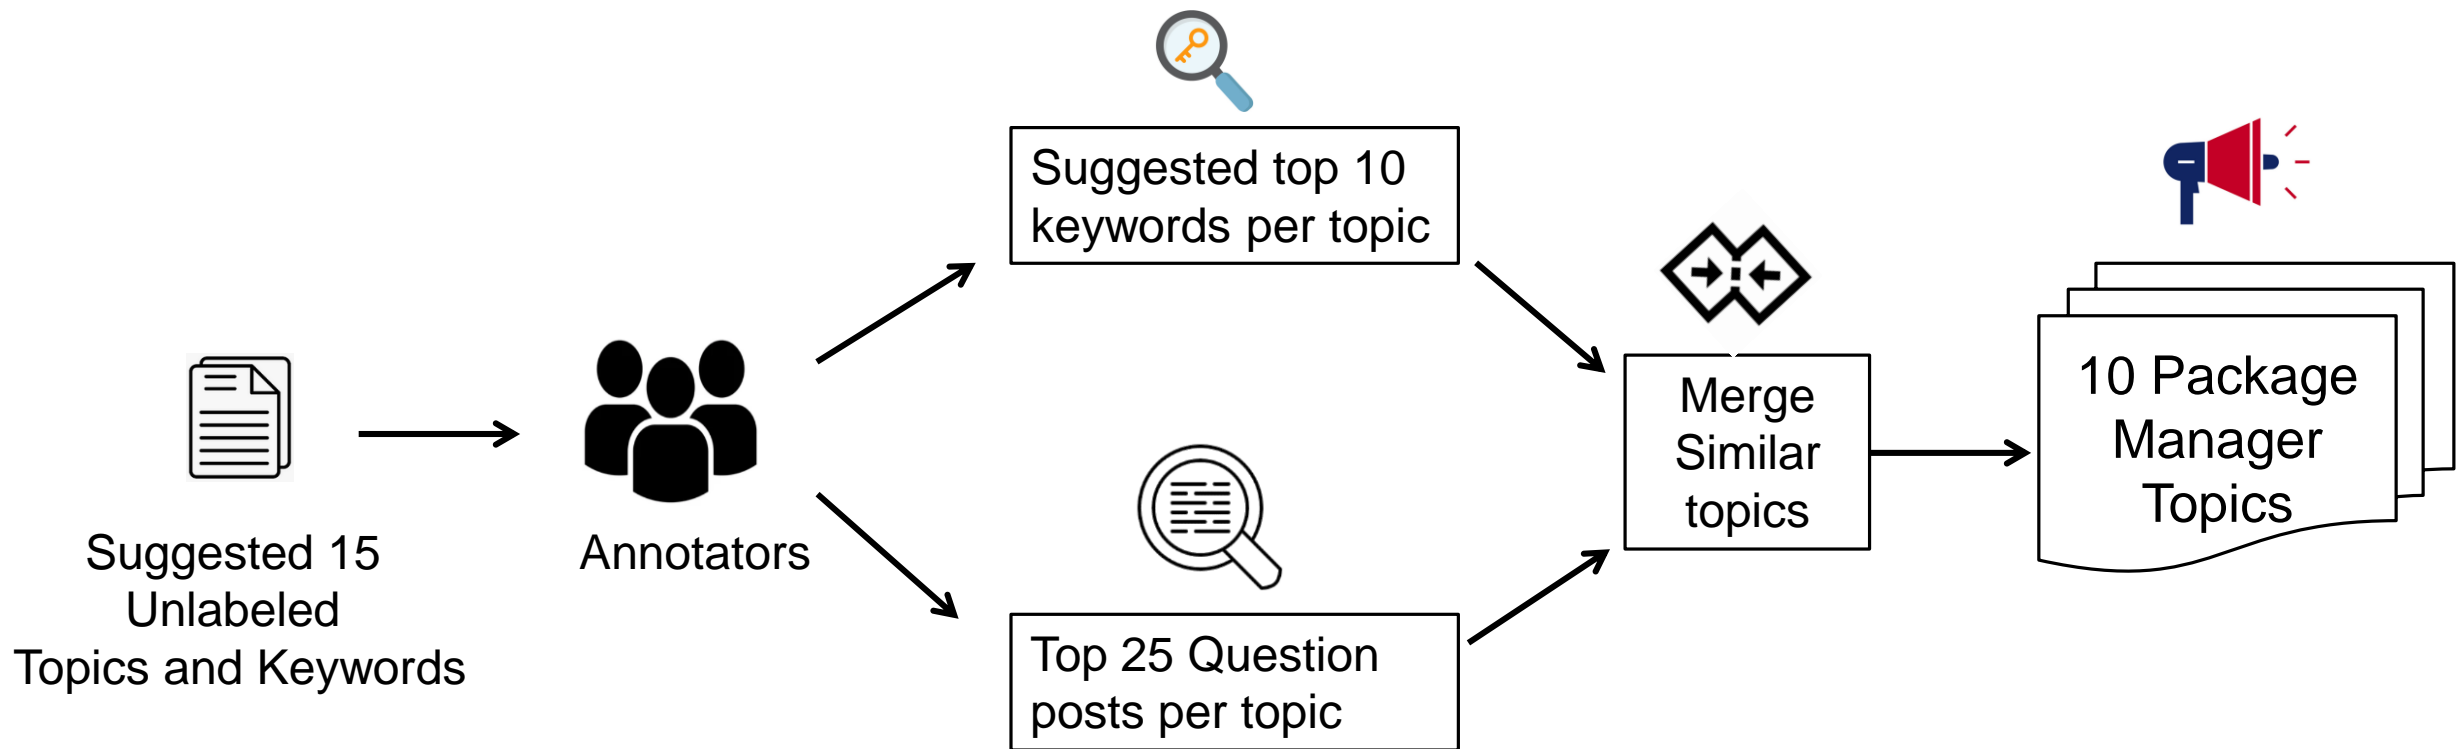 Suggested 15
Unlabeled
Topics and Keywords
Annotators
Suggested top 10
keywords per topic
Top 25 Question
posts per topic
Merge
Similar
topics
10 Package
Manager
Topics